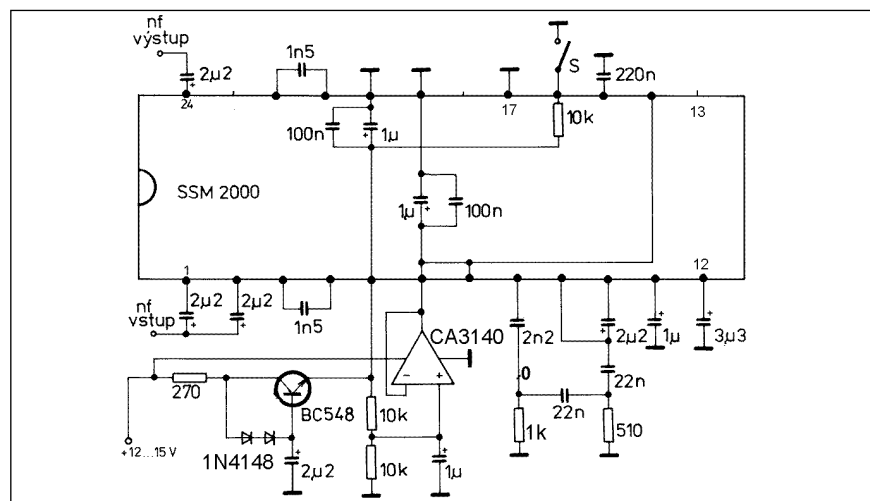 nf
výstup
2µ2
+
24
1n5
17
S
220n
13
100n
1µ
+
10k
SSM 2000
1µ
+
100n
1
2µ2
+
2µ2
+
nf
vstup
1n5
12
CA3140
2n2
2µ2
+
1µ
+
3µ3
+
-
+
270
BC548
10k
0
22n
22n
+12...15 V
1N4148
2µ2
+
10k
1µ
+
1k
510